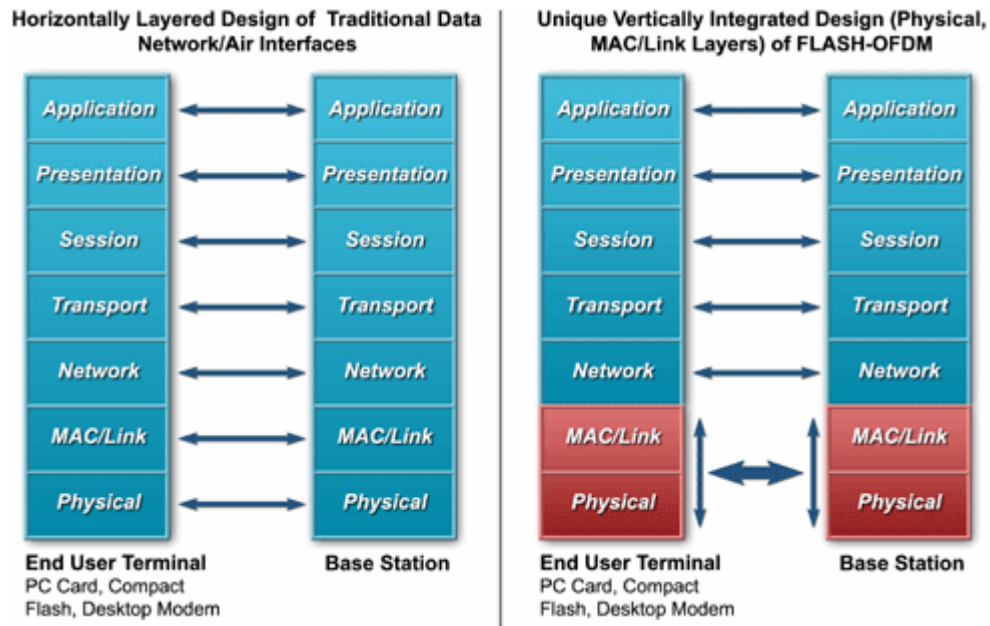 Horizontally Layered Design of Traditional Data
Network/Air Interfaces
Application
Application
Presentation
Presentation
Session
Session
Transport
Transport
Network
Network
MAC/Link
MAC/Link
Physical
Physical
End User Terminal
PC Card, Compact
Flash, Desktop Modem
Base Station
Unique Vertically Integrated Design (Physical,
MAC/Link Layers) of FLASH-OFDM
Application
Application
Presentation
Presentation
Session
Session
Transport
Transport
Network
Network
MAC/Link
MAC/Link
Physical
Physical
End User Terminal
PC Card, Compact
Flash, Desktop Modem
Base Station